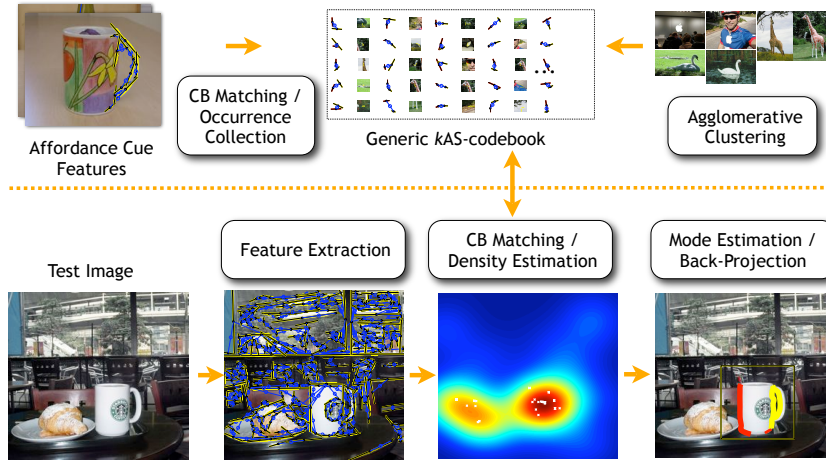 Affordance Cue
Features
CB Matching /
Occurrence
Collection
Generic kAS-codebook
Agglomerative
Clustering
Test Image
Feature Extraction
CB Matching /
Density Estimation
Mode Estimation /
Back-Projection